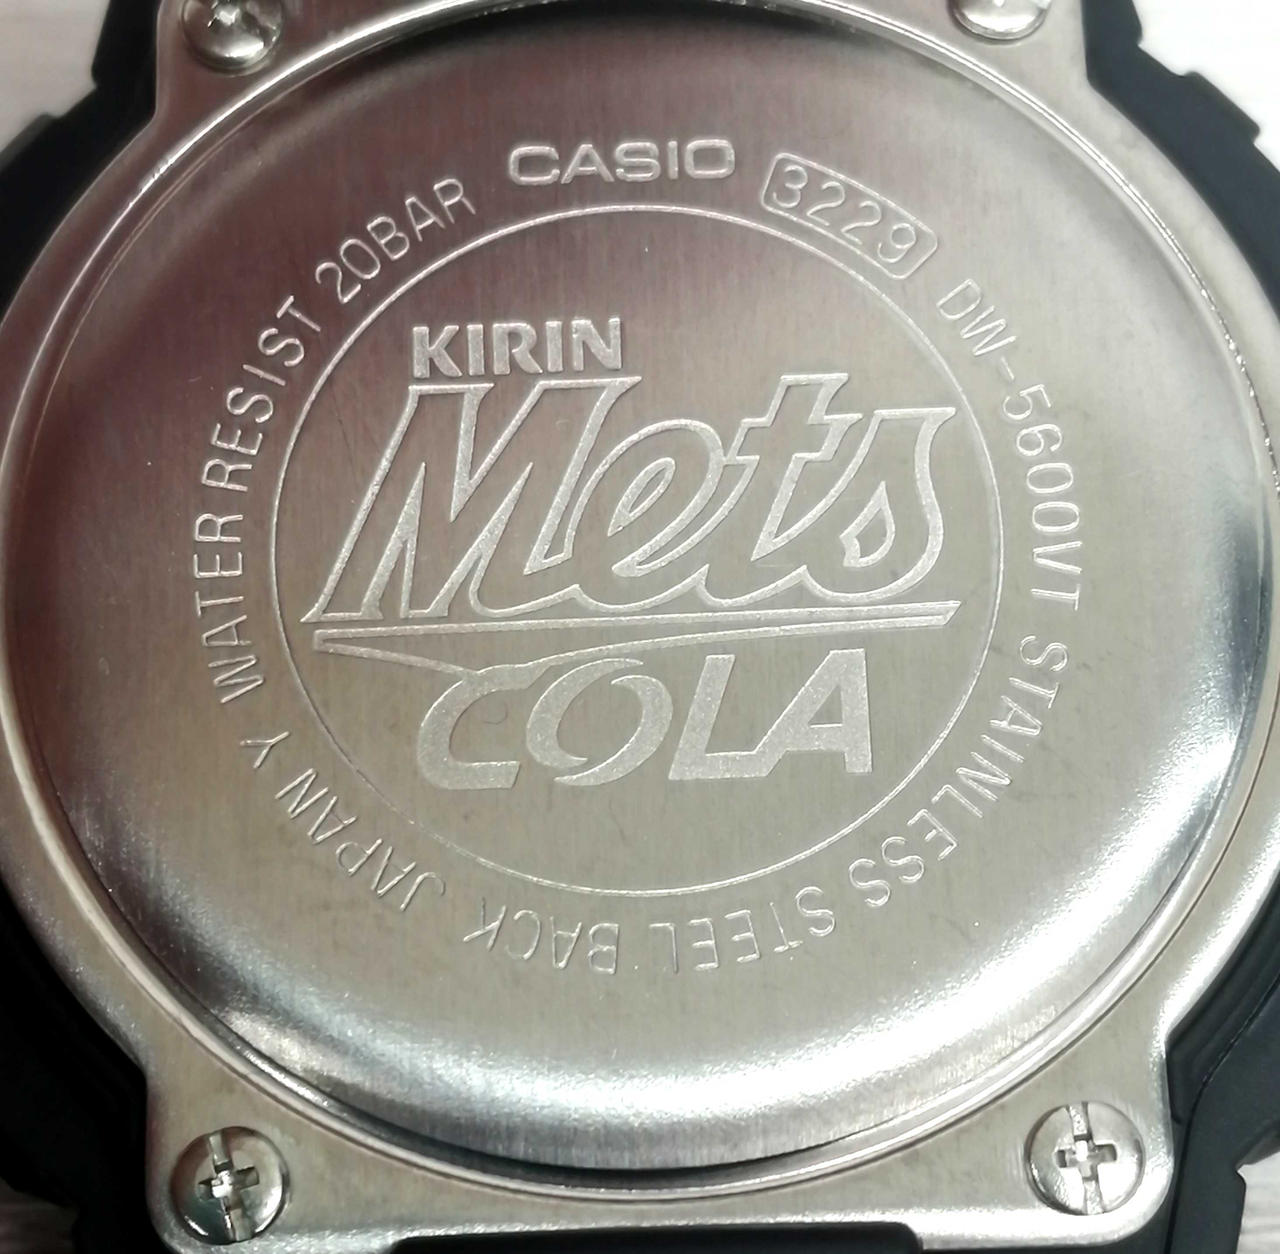 CASIO
3229
DW-5600VT STAINLESS STEEL BACK JAPAN Y WATER RESIST 20BAR
KIRIN
Mets
COLA